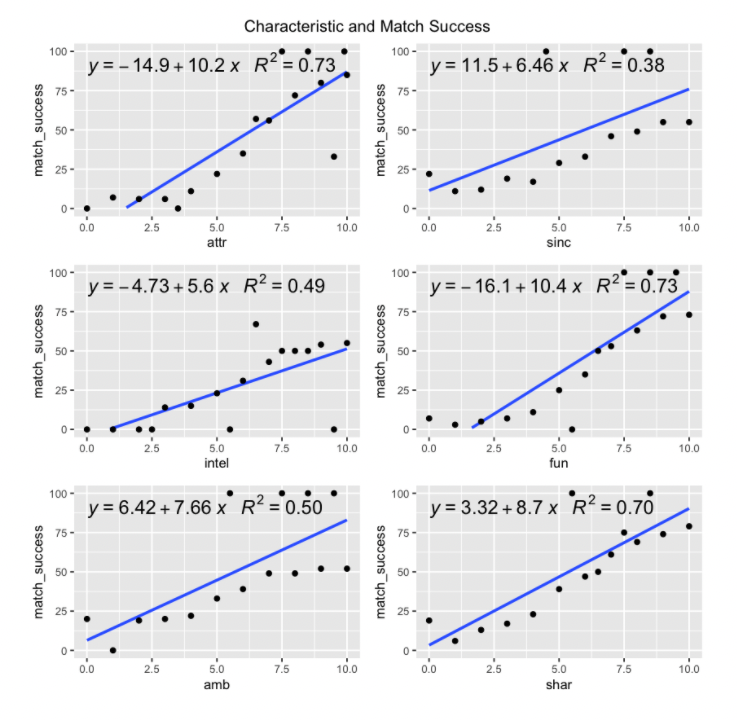 Characteristic and Match Success
y = − 14.9 + 10.2 x R² = 0.73
match_success
100
75
50
25
0
0.0 2.5 5.0 7.5 10.0
attr
y = 11.5 + 6.46 x R² = 0.38
match_success
100
75
50
25
0
0.0 2.5 5.0 7.5 10.0
sinc
y = −4.73 + 5.6 x R² = 0.49
match_success
100
75
50
25
0
0.0 2.5 5.0 7.5 10.0
intel
y = − 16.1 + 10.4 x R² = 0.73
match_success
100
75
50
25
0
0.0 2.5 5.0 7.5 10.0
fun
y = 6.42 + 7.66 x R² = 0.50
match_success
100
75
50
25
0
0.0 2.5 5.0 7.5 10.0
amb
y = 3.32 + 8.7 x R² = 0.70
match_success
100
75
50
25
0
0.0 2.5 5.0 7.5 10.0
shar